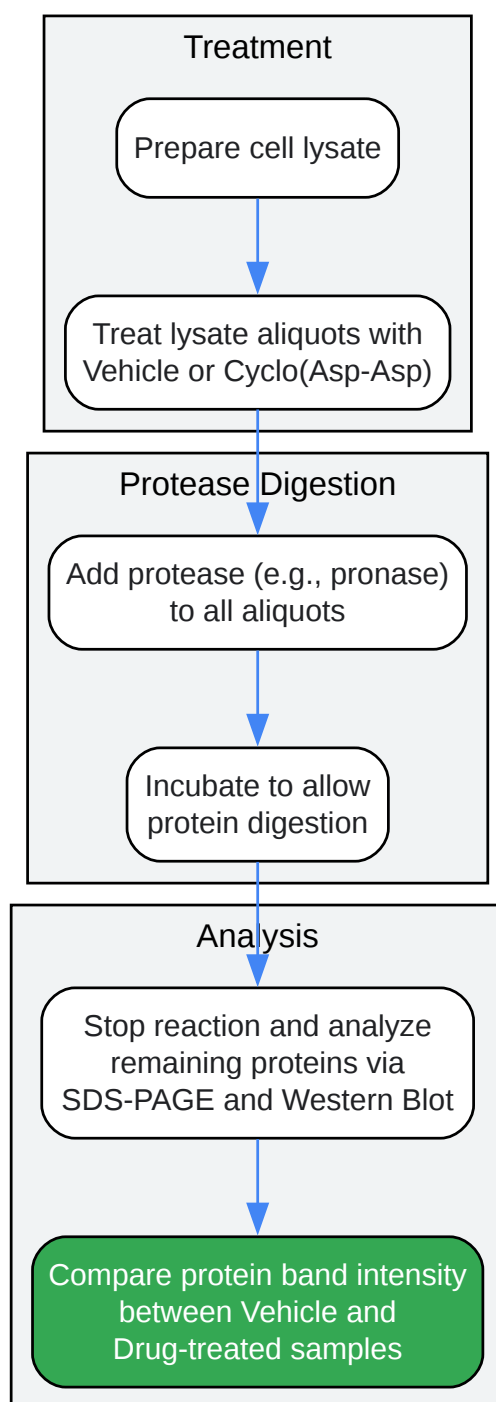 Treatment
Prepare cell lysate
Treat lysate aliquots with
Vehicle or Cyclo(Asp-Asp)
Protease Digestion
Add protease (e.g., pronase)
to all aliquots
Incubate to allow
protein digestion
Analysis
Stop reaction and analyze
remaining proteins via
SDS-PAGE and Western Blot
Compare protein band intensity
between Vehicle and
Drug-treated samples